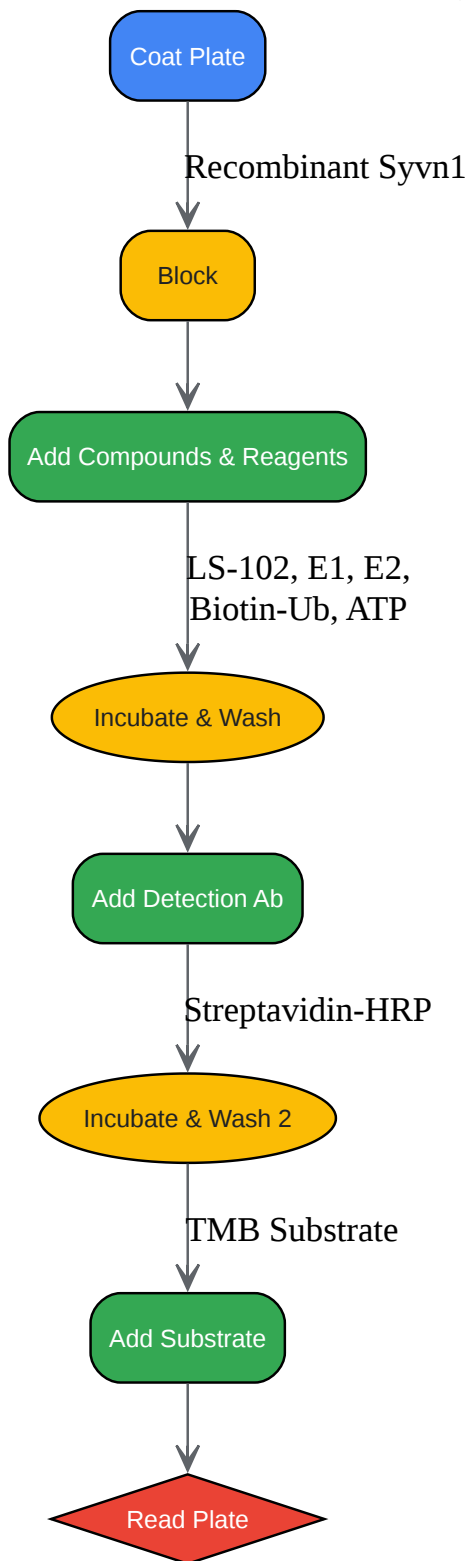 Coat Plate
Recombinant Syvn1
Block
Add Compounds & Reagents
LS-102, E1, E2,
Biotin-Ub, ATP
Incubate & Wash
Add Detection Ab
Streptavidin-HRP
Incubate & Wash 2
TMB Substrate
Add Substrate
Read Plate